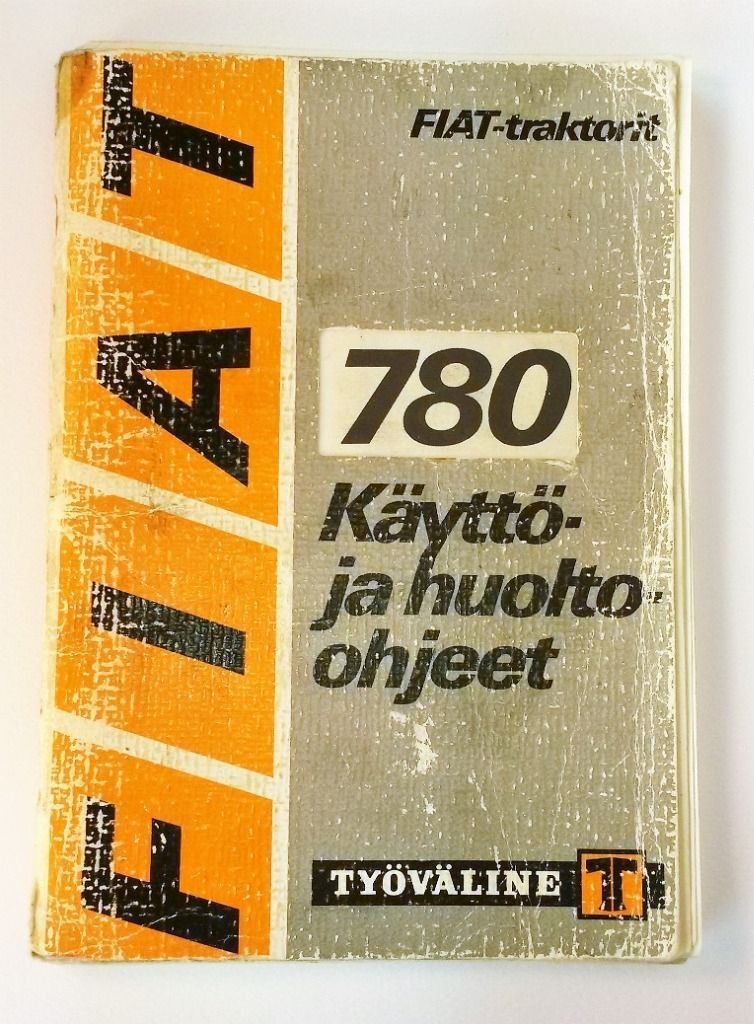 FIAT
FIAT-traktorit
780
Käyttö-
ja huolto-
ohjeet
TYÖVÄLINE T